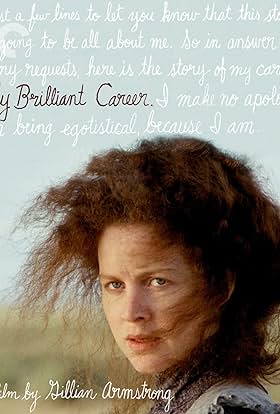 st a few lines to let you know that this sto
going to be all about me. So in answer
ny requests, here is the story of my car
y Brilliant Career. I make no apolo
being egotistical, because I am.
ilm by Gillian Armstrong